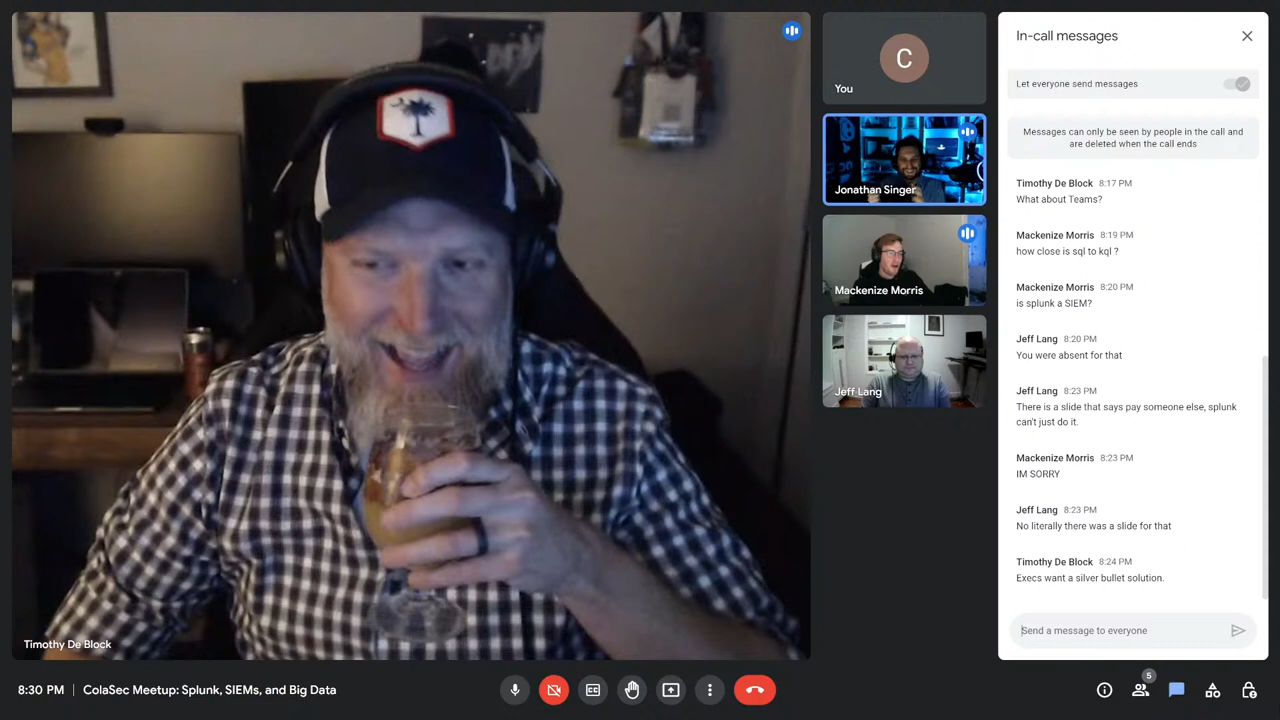 Timothy De Block
C
You
Jonathan Singer
Mackenize Morris
Jeff Lang
In-call messages
Let everyone send messages
Messages can only be seen by people in the call and
are deleted when the call ends
Timothy De Block 8:17 PM
What about Teams?
Mackenize Morris 8:19 PM
how close is sql to kql ?
Mackenize Morris 8:20 PM
is splunk a SIEM?
Jeff Lang 8:20 PM
You were absent for that
Jeff Lang 8:23 PM
There is a slide that says pay someone else, splunk
can't just do it.
Mackenize Morris 8:23 PM
IM SORRY
Jeff Lang 8:23 PM
No literally there was a slide for that
Timothy De Block 8:24 PM
Execs want a silver bullet solution.
Send a message to everyone
8:30 PM | ColaSec Meetup: Splunk, SIEMs, and Big Data
CC
5